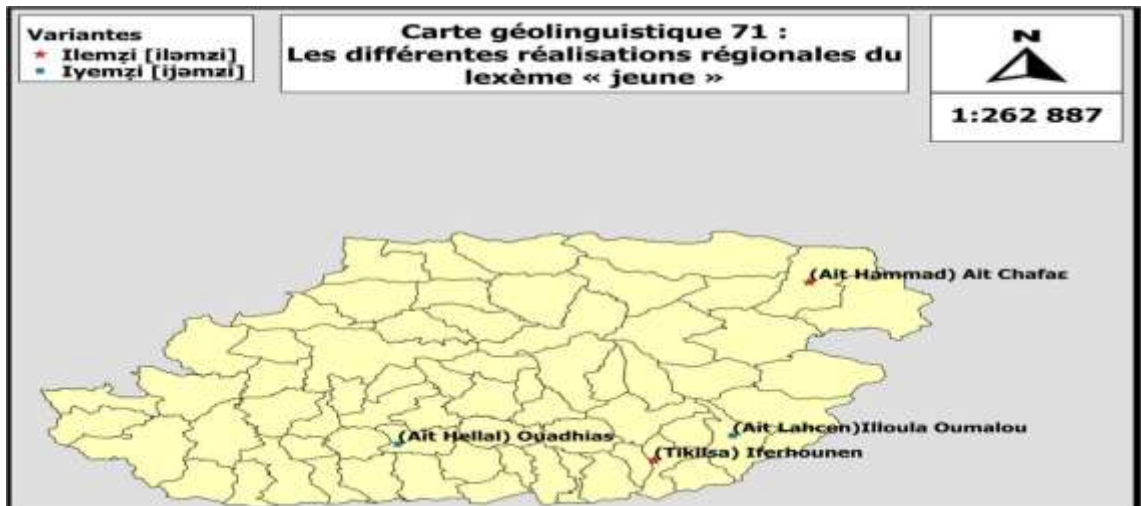 Variantes
Ilemẓi [iləmzi]
Iyemẓi [ijəmzi]
Carte géolinguistique 71 :
Les différentes réalisations régionales du
lexème « jeune »
N
1:262 887
(Ait Hammad) Ait Chafaɛ
(Ait Lahcen)Illoula Oumalou
(Aït Hellal) Ouadhias
(Tikilsa) Iferhounen